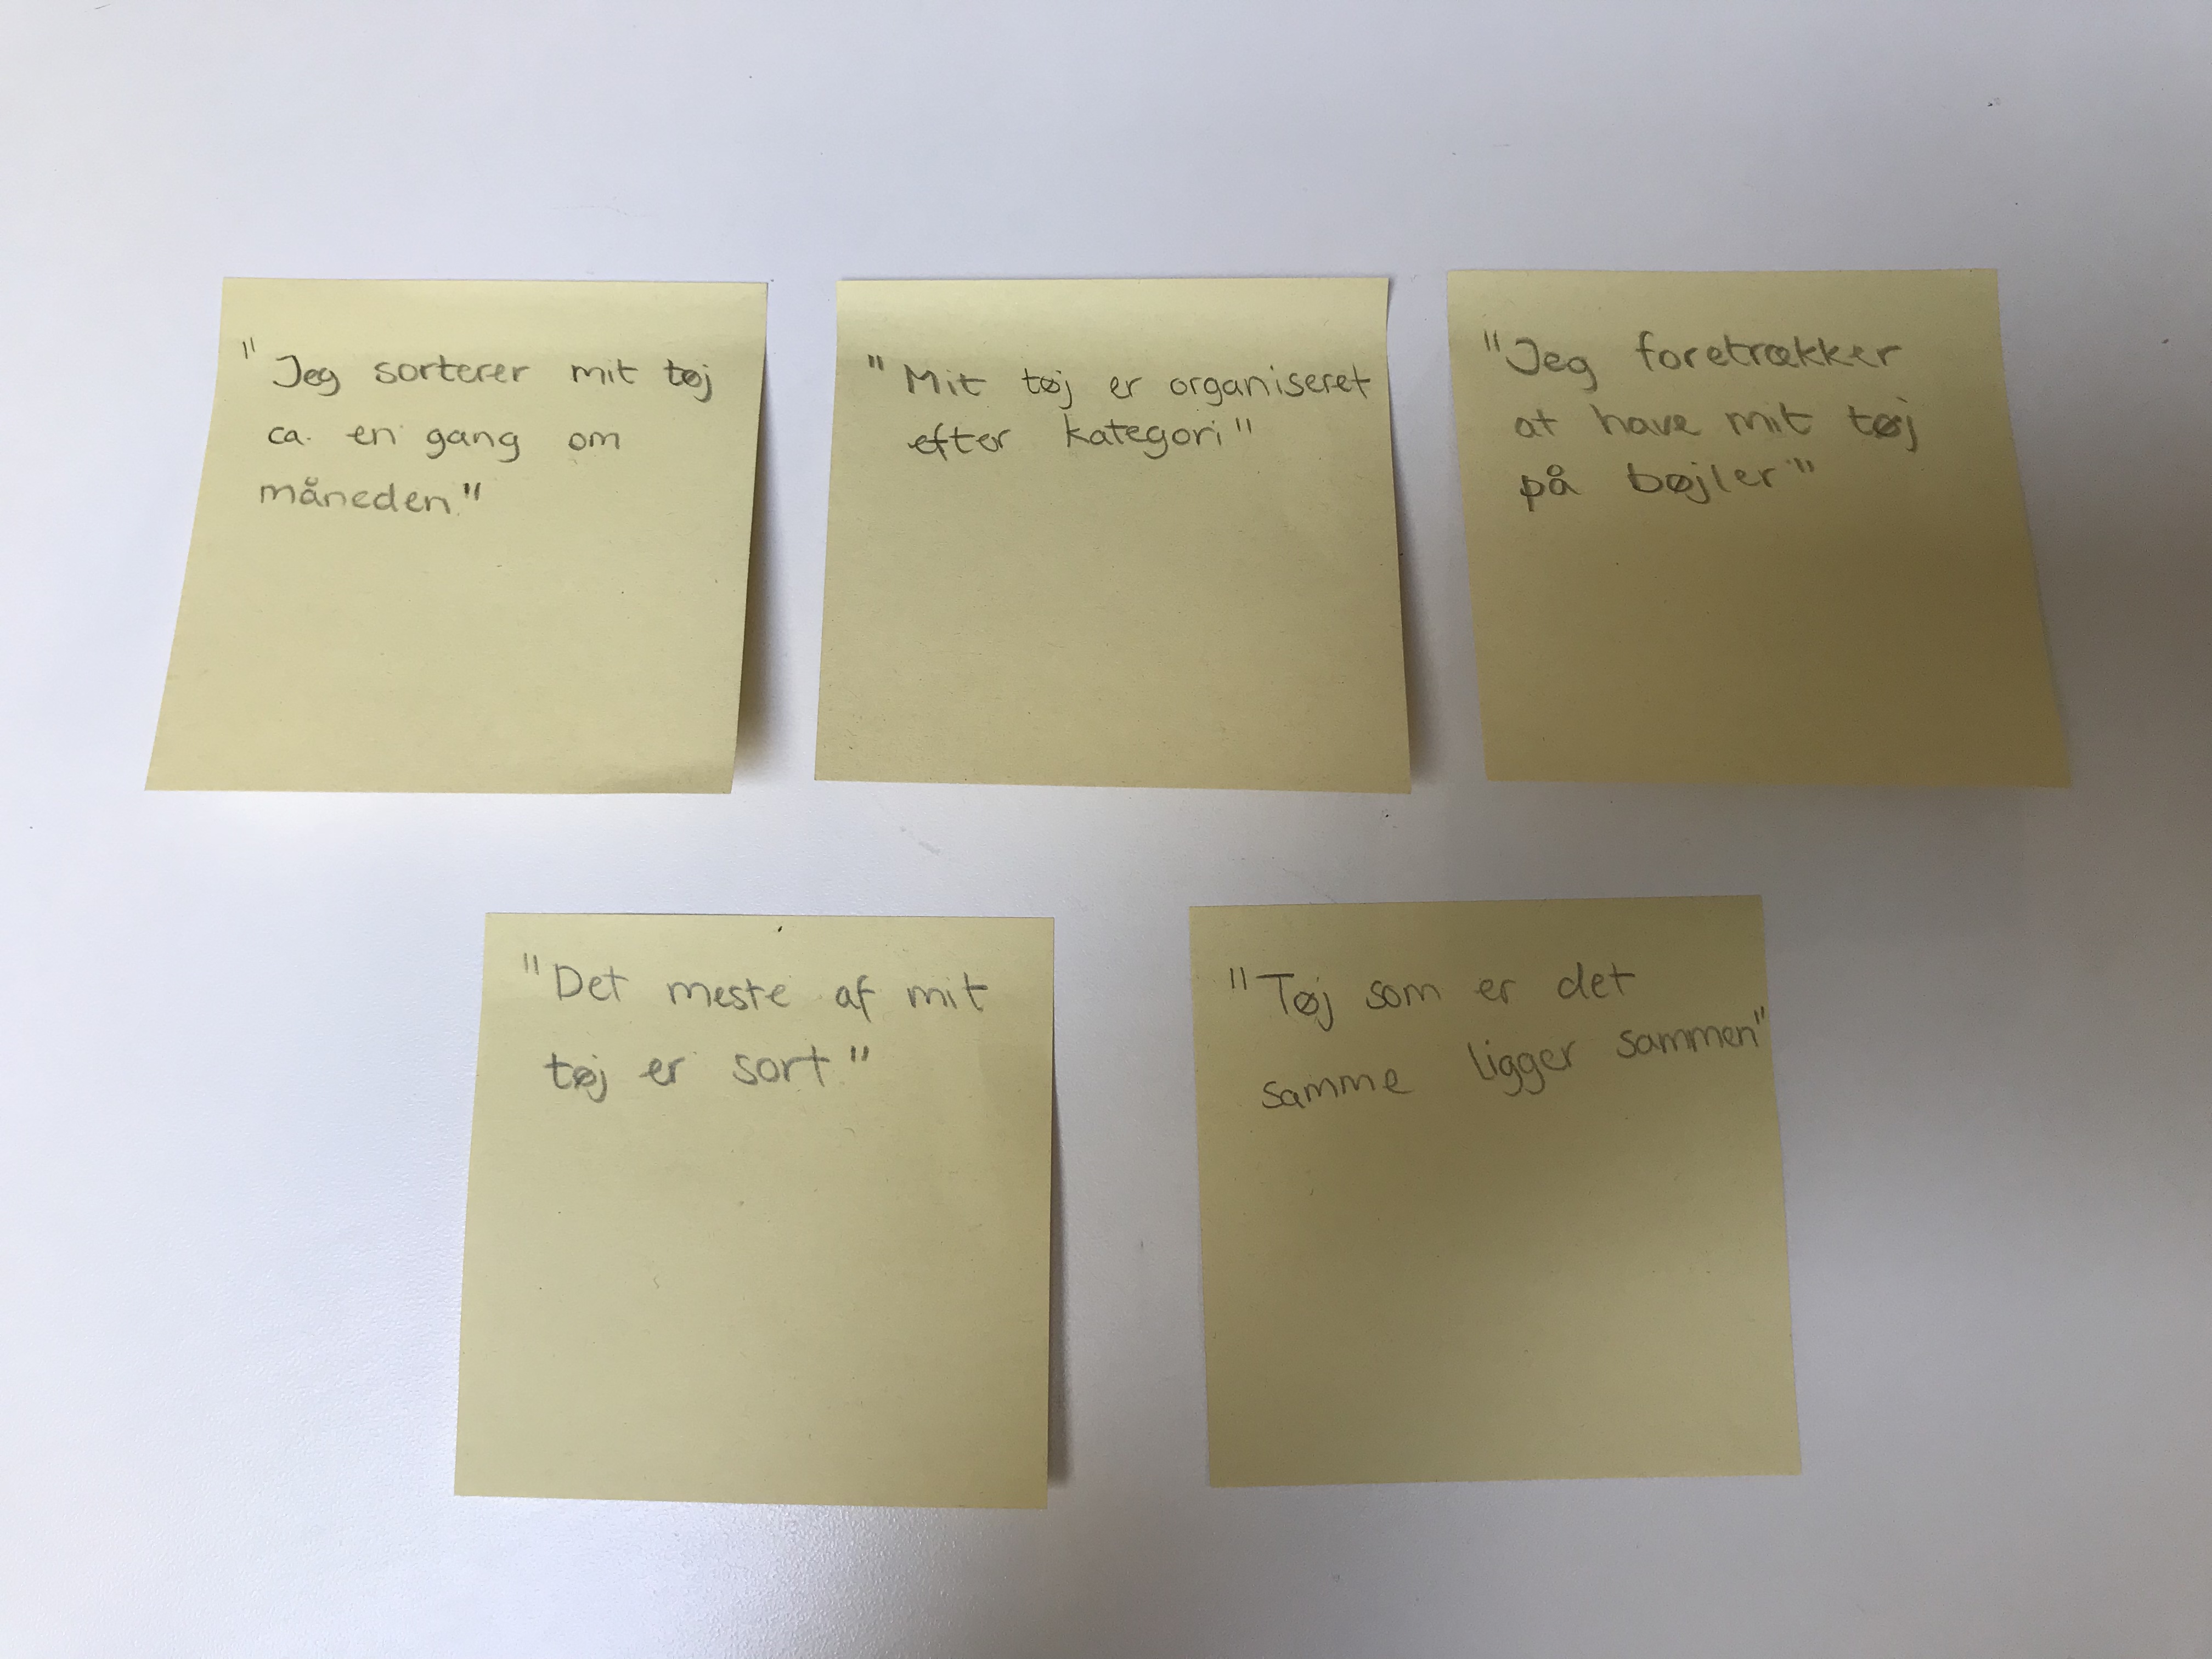 "Jeg sorterer mit tøj
ca. en gang om
måneden."
"Mit tøj er organiseret
efter kategori"
"Jeg foretrækker
at have mit tøj
på bøjler"
"Det meste af mit
tøj er sort"
"Tøj som er det
samme ligger sammen"